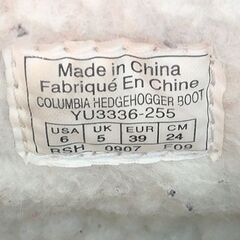 Made in China
Fabriqué En Chine
COLUMBIA HEDGEHOGGER BOOT
YU3336-255
USA UK EUR CM
6 5 39 24
RSH 0907 F09